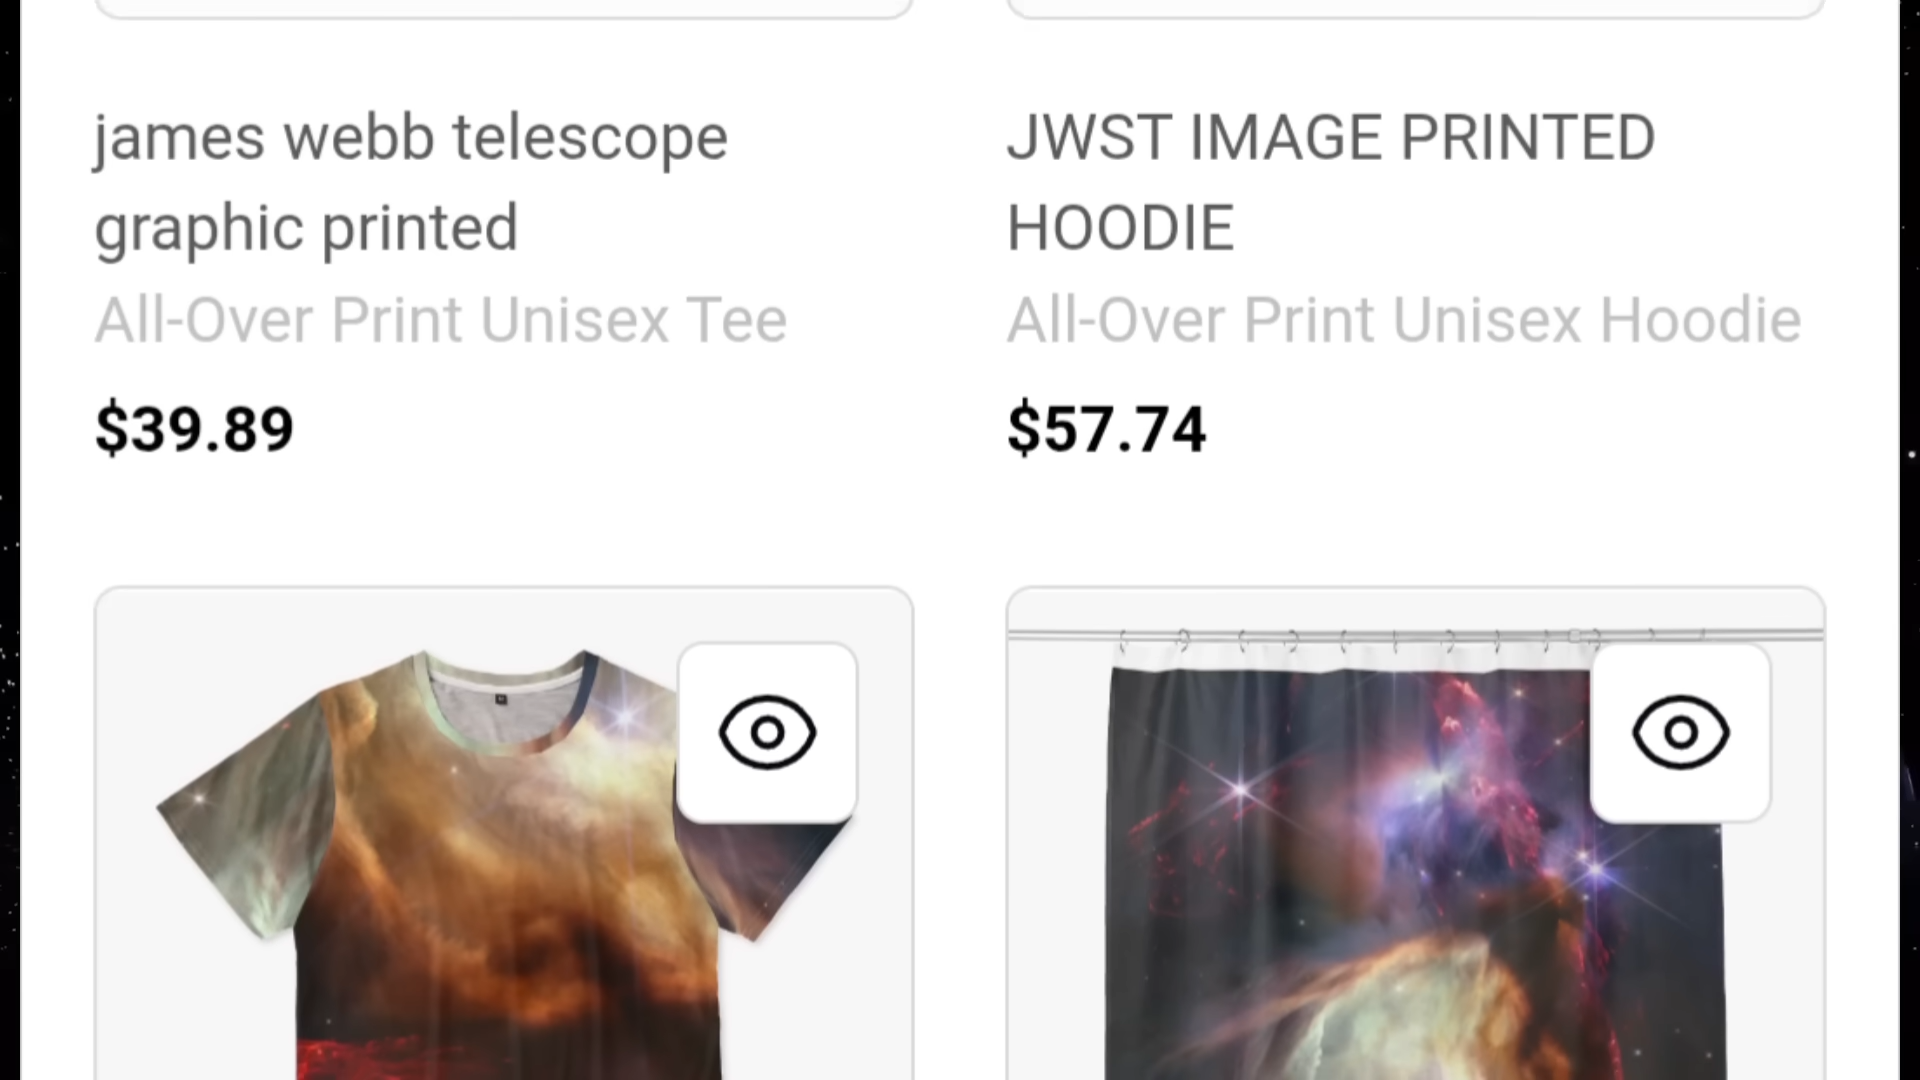 james webb telescope
graphic printed
All-Over Print Unisex Tee
$39.89
JWST IMAGE PRINTED
HOODIE
All-Over Print Unisex Hoodie
$57.74